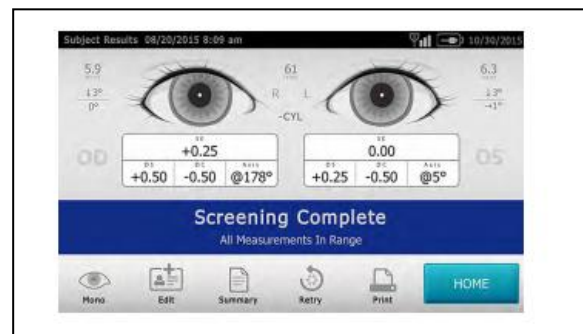 Subject Results 08/20/2015 8:09 am 10/30/2015
5.9 61 6.3
13° R L 13°
0° -CYL →1°
OD OS
SE SE
+0.25 0.00
DS DC Axis DS DC Axis
+0.50 -0.50 @178° +0.25 -0.50 @5°
Screening Complete
All Measurements In Range
Mono Edit Summary Retry Print HOME